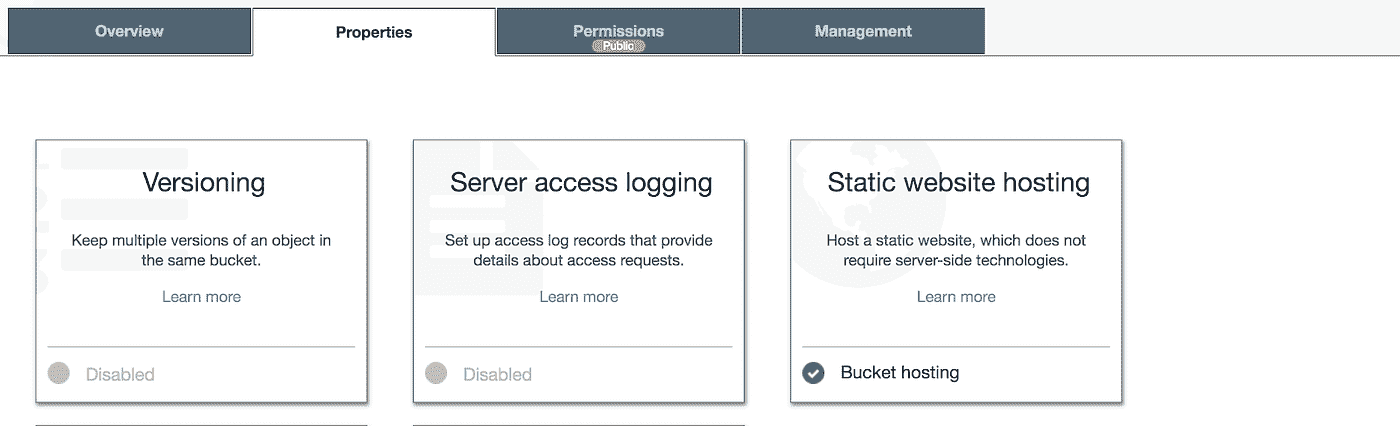 Overview
Properties
Permissions
Public
Management
Versioning
Keep multiple versions of an object in
the same bucket.
Learn more
Disabled
Server access logging
Set up access log records that provide
details about access requests.
Learn more
Disabled
Static website hosting
Host a static website, which does not
require server-side technologies.
Learn more
Bucket hosting